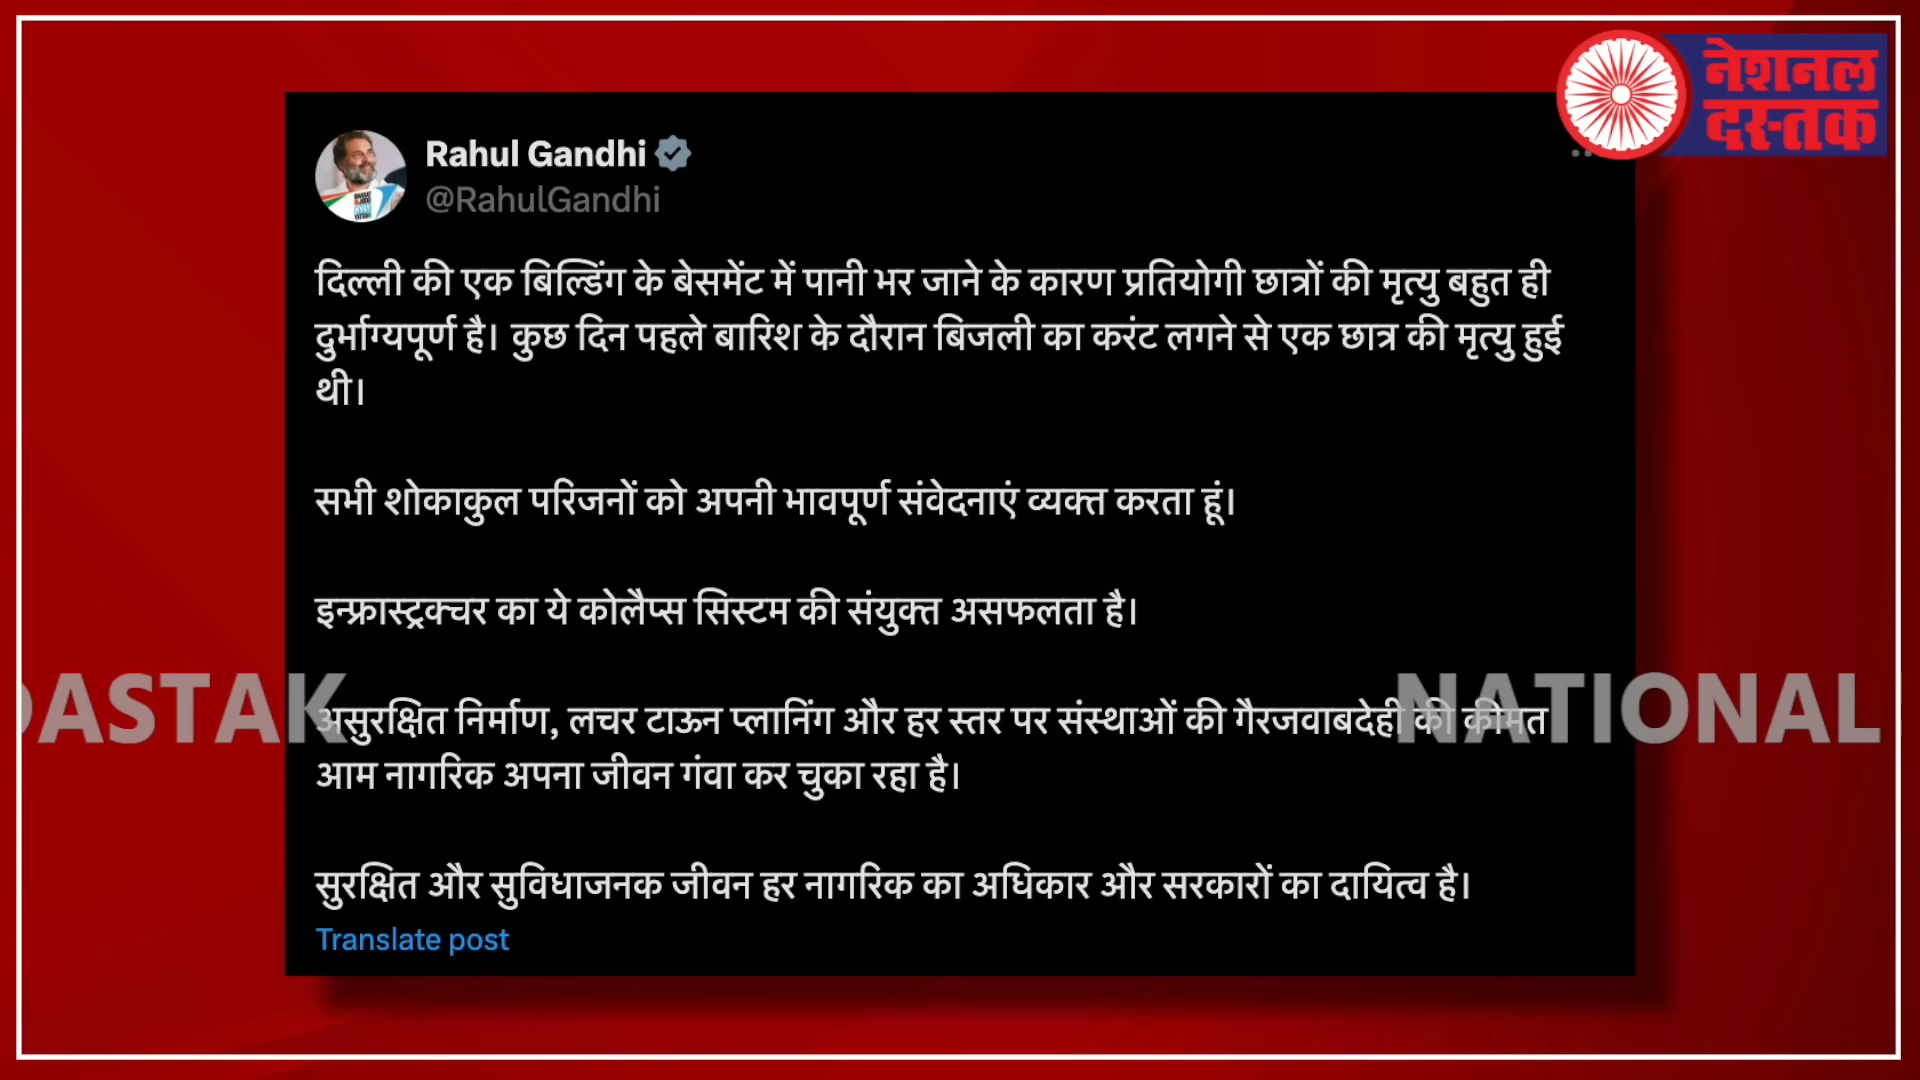 नेशनल
दस्तक
Rahul Gandhi
@RahulGandhi
दिल्ली की एक बिल्डिंग के बेसमेंट में पानी भर जाने के कारण प्रतियोगी छात्रों की मृत्यु बहुत ही
दुर्भाग्यपूर्ण है। कुछ दिन पहले बारिश के दौरान बिजली का करंट लगने से एक छात्र की मृत्यु हुई
थी।
सभी शोकाकुल परिजनों को अपनी भावपूर्ण संवेदनाएं व्यक्त करता हूं।
इन्फ्रास्ट्रक्चर का ये कोलैप्स सिस्टम की संयुक्त असफलता है।
असुरक्षित निर्माण, लचर टाऊन प्लानिंग और हर स्तर पर संस्थाओं की गैरजवाबदेही की कीमत
आम नागरिक अपना जीवन गंवा कर चुका रहा है।
सुरक्षित और सुविधाजनक जीवन हर नागरिक का अधिकार और सरकारों का दायित्व है।
Translate post
DASTAK
NATIONAL